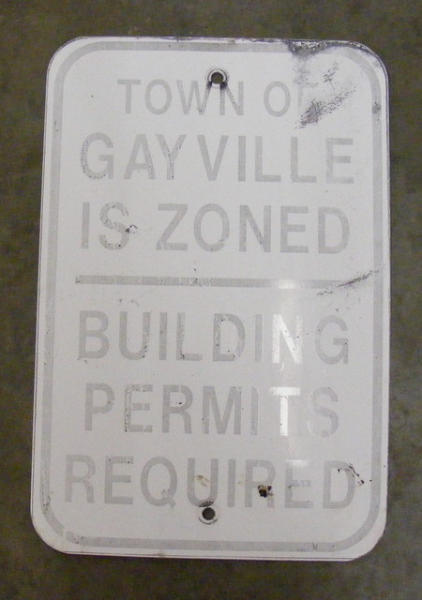 TOWN OF
GAYVILLE
IS ZONED
BUILDING
PERMITS
REQUIRED